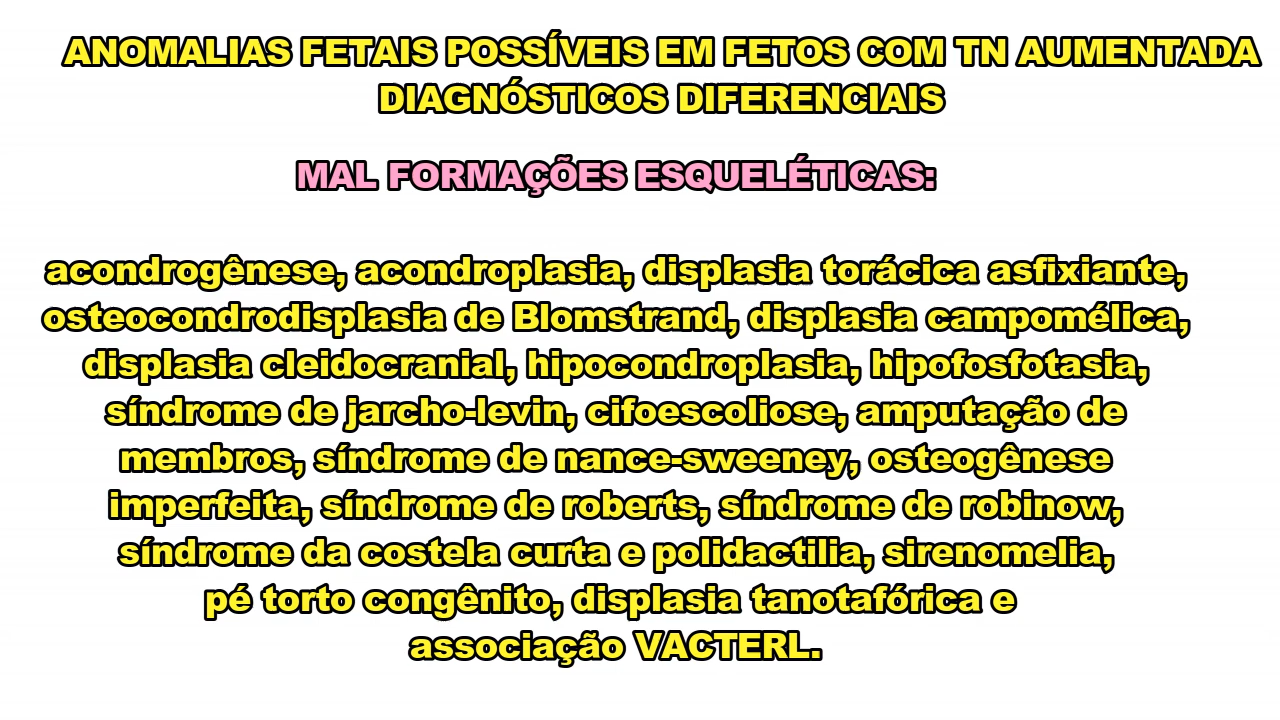 ANOMALIAS FETAIS POSSÍVEIS EM FETOS COM TN AUMENTADA
DIAGNÓSTICOS DIFERENCIAIS
MAL FORMAÇÕES ESQUELÉTICAS:
acondrogênese, acondroplasia, displasia torácica asfixiante,
osteocondrodisplasia de Blomstrand, displasia campomélica,
displasia cleidocranial, hipocondroplasia, hipofosfotasia,
síndrome de jarcho-levin, cifoescoliose, amputação de
membros, síndrome de nance-sweeney, osteogênese
imperfeita, síndrome de roberts, síndrome de robinow,
síndrome da costela curta e polidactilia, sirenomelia,
pé torto congênito, displasia tanotafórica e
associação VACTERL.